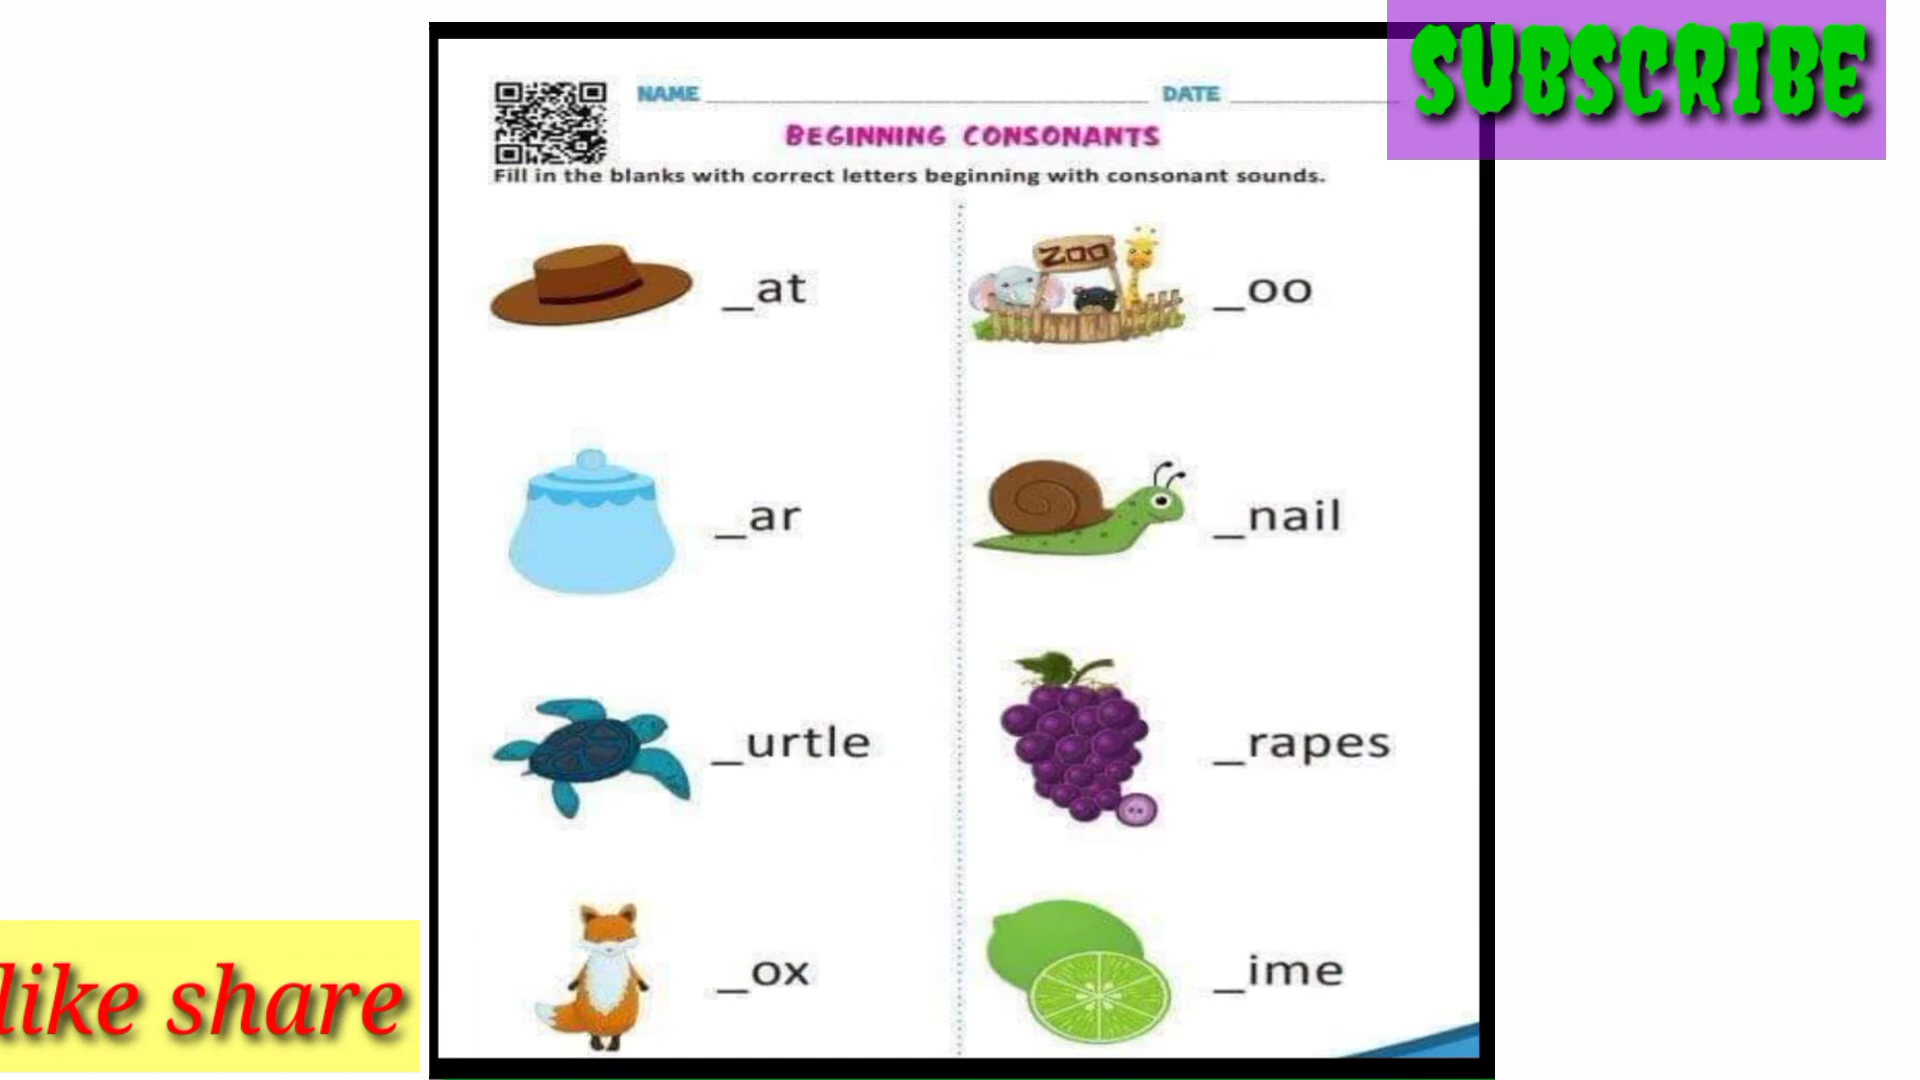 SUBSCRIBE
NAME DATE
BEGINNING CONSONANTS
Fill in the blanks with correct letters beginning with consonant sounds.
_at
ZOO
_oo
_ar
_nail
_urtle
_rapes
_ox
_ime
like share